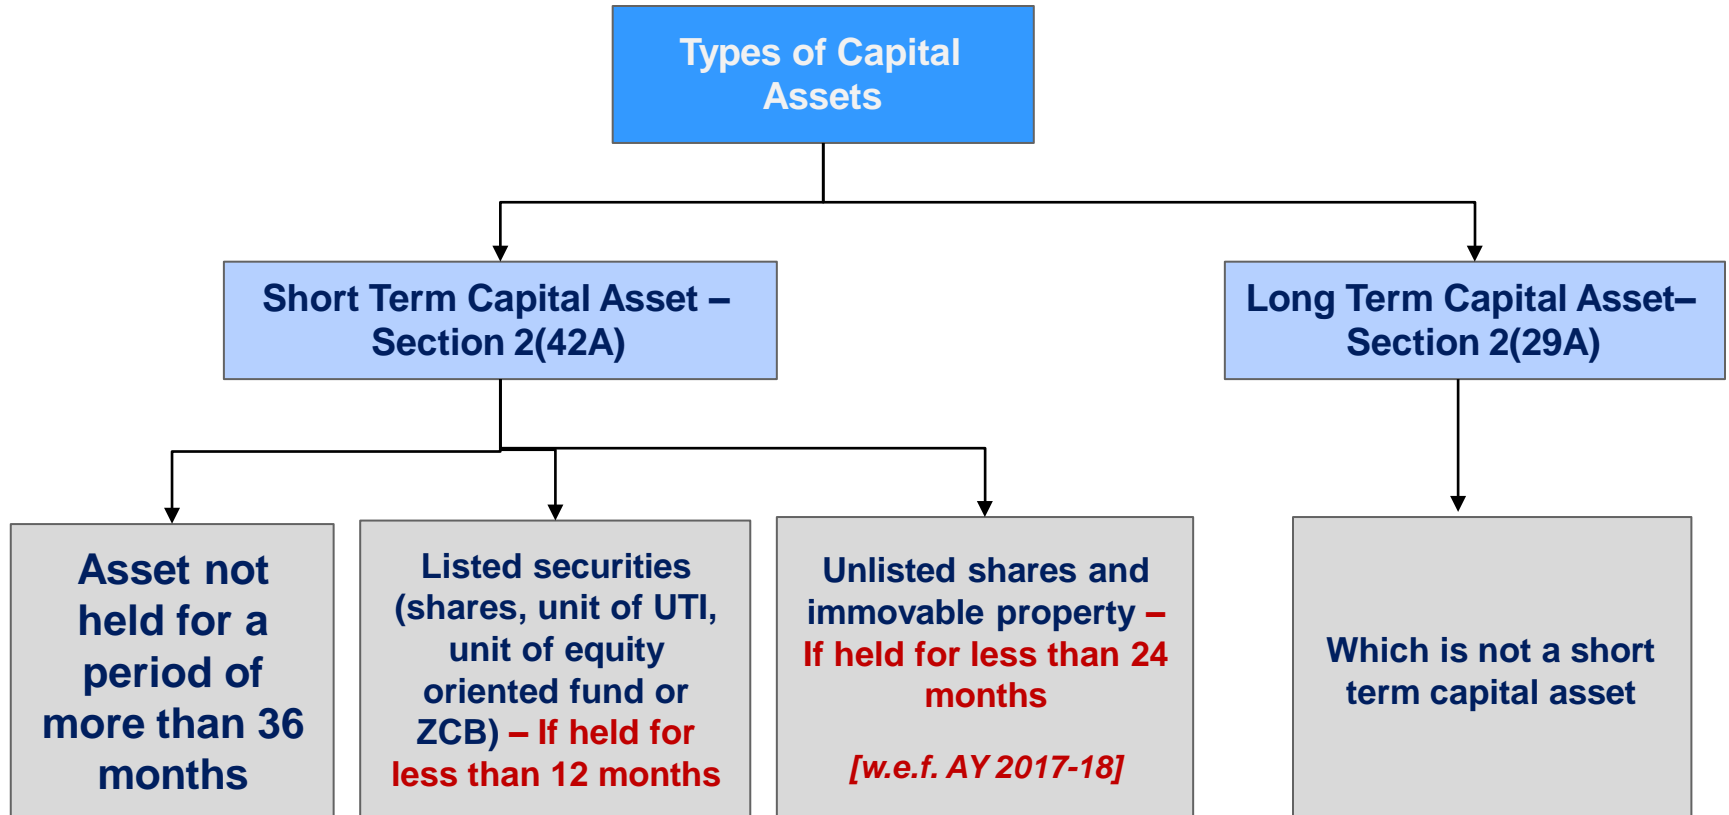 Types of Capital
Assets
Short Term Capital Asset –
Section 2(42A)
Long Term Capital Asset–
Section 2(29A)
Asset not
held for a
period of
more than 36
months
Listed securities
(shares, unit of UTI,
unit of equity
oriented fund or
ZCB) – If held for
less than 12 months
Unlisted shares and
immovable property –
If held for less than 24
months
[w.e.f. AY 2017-18]
Which is not a short
term capital asset